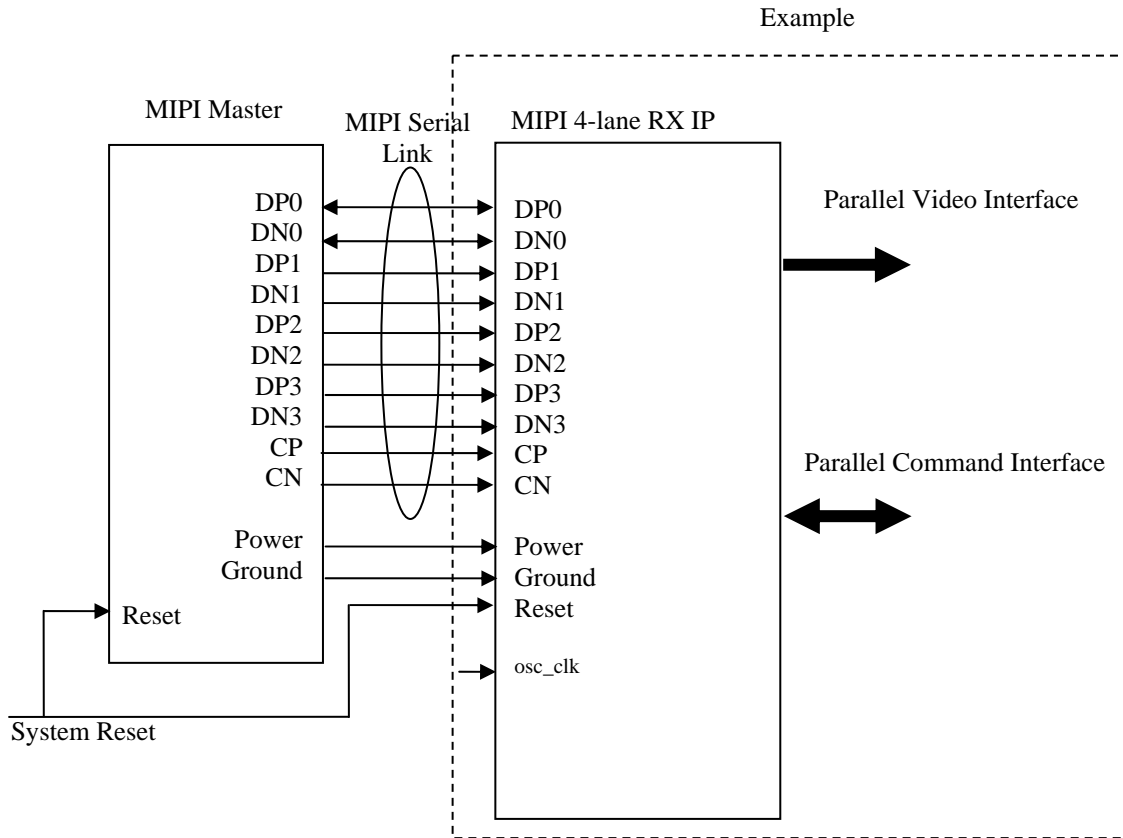 Example
MIPI Master
MIPI Serial
Link
MIPI 4-lane RX IP
DP0
DN0
DP1
DN1
DP2
DN2
DP3
DN3
CP
CN
Power
Ground
Reset
DP0
DN0
DP1
DN1
DP2
DN2
DP3
DN3
CP
CN
Power
Ground
Reset
osc_clk
Parallel Video Interface
Parallel Command Interface
System Reset